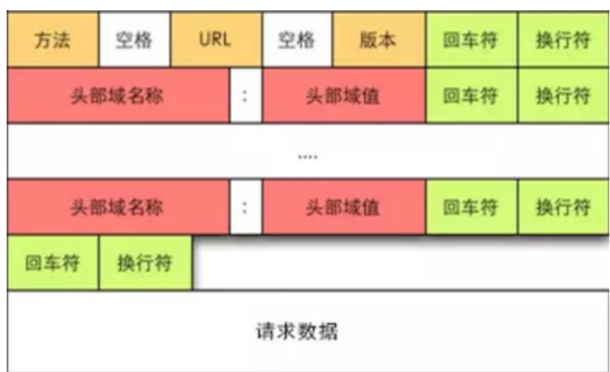 方法 空格 URL 空格 版本 回车符 换行符
头部域名称 : 头部域值 回车符 换行符
....
头部域名称 : 头部域值 回车符 换行符
回车符 换行符
请求数据